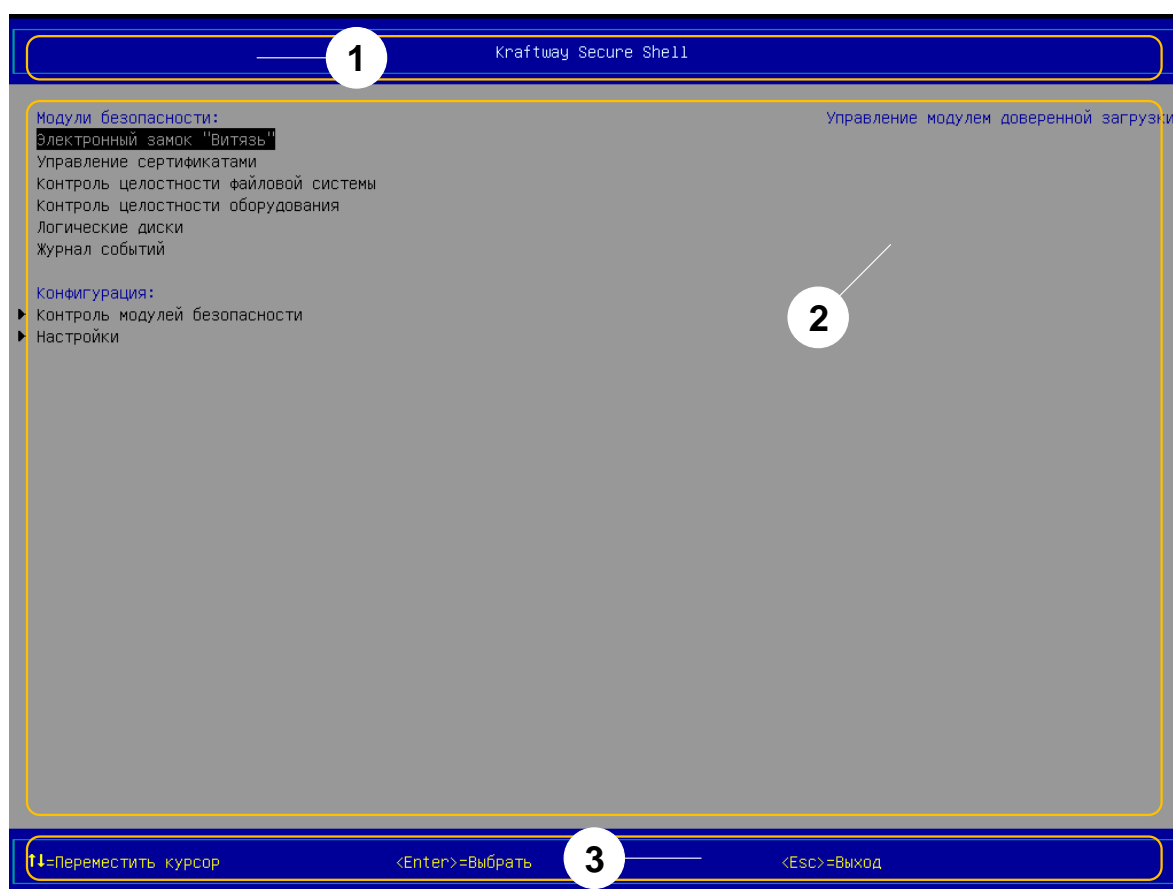 Kraftway Secure Shell
1
Модули безопасности:
Управление модулем доверенной загрузки
Электронный замок "Витязь"
Управление сертификатами
Контроль целостности файловой системы
Контроль целостности оборудования
Логические диски
Журнал событий
Конфигурация:
Контроль модулей безопасности
Настройки
2
↑↓=Переместить курсор
<Enter>=Выбрать
3
<Esc>=Выход